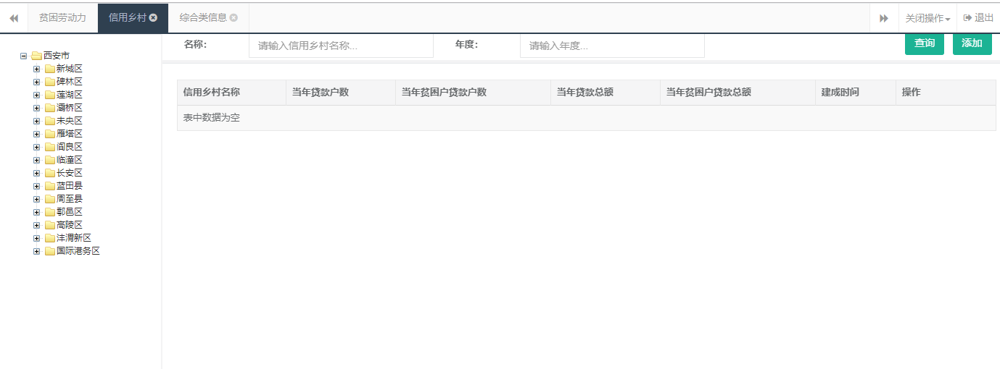 贫困劳动力 信用乡村 综合类信息 关闭操作 退出
名称: 请输入信用乡村名称... 年度: 请输入年度... 查询 添加
西安市
新城区
碑林区
莲湖区
灞桥区
未央区
雁塔区
阎良区
临潼区
长安区
蓝田县
周至县
鄠邑区
高陵区
沣渭新区
国际港务区
信用乡村名称 当年贷款户数 当年贫困户贷款户数 当年贷款总额 当年贫困户贷款总额 建成时间 操作
表中数据为空